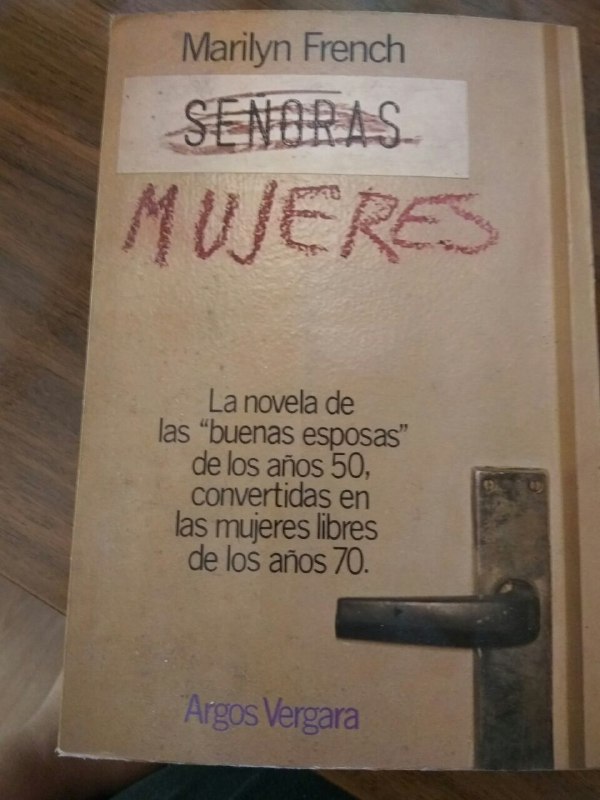 Marilyn French
SEÑORAS
MUJERES
La novela de
las "buenas esposas"
de los años 50,
convertidas en
las mujeres libres
de los años 70.
Argos Vergara